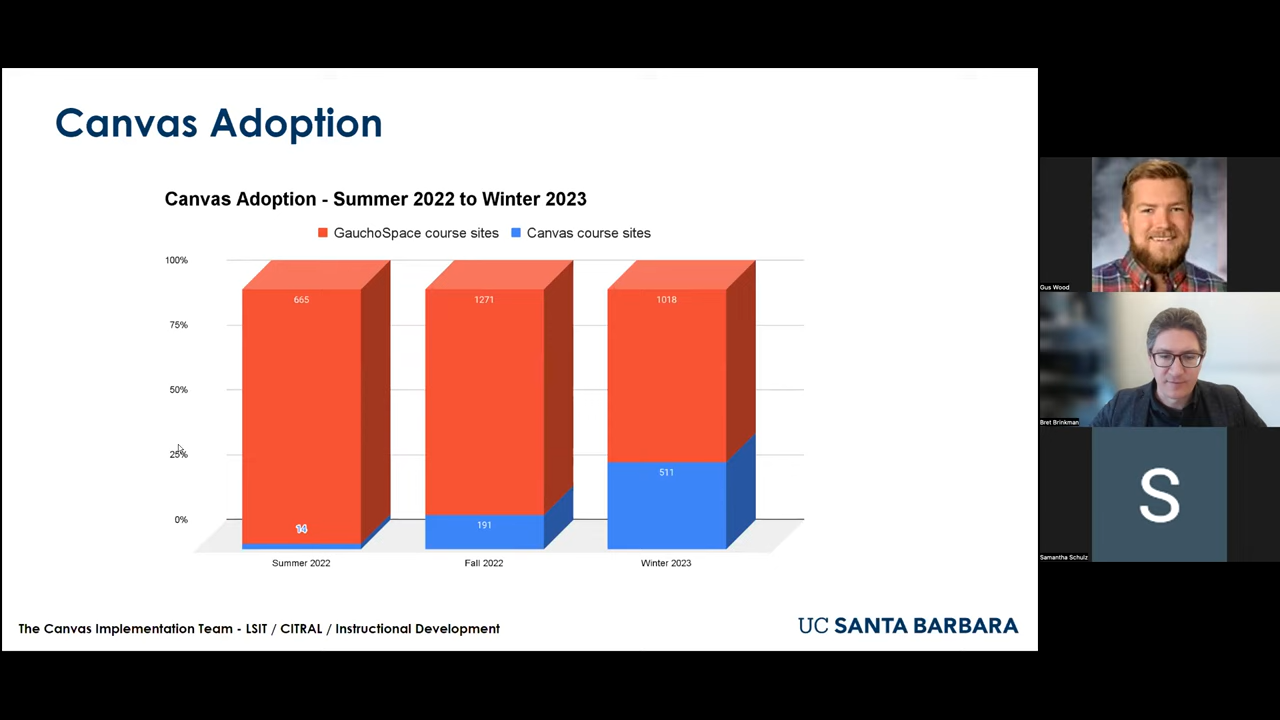 Canvas Adoption
Canvas Adoption - Summer 2022 to Winter 2023
GauchoSpace course sites
Canvas course sites
100%
75%
50%
25%
0%
665
1271
1018
14
191
511
Summer 2022
Fall 2022
Winter 2023
The Canvas Implementation Team - LSIT / CITRAL / Instructional Development
UC SANTA BARBARA
Gus Wood
Bret Brinkman
S
Samantha Schulz